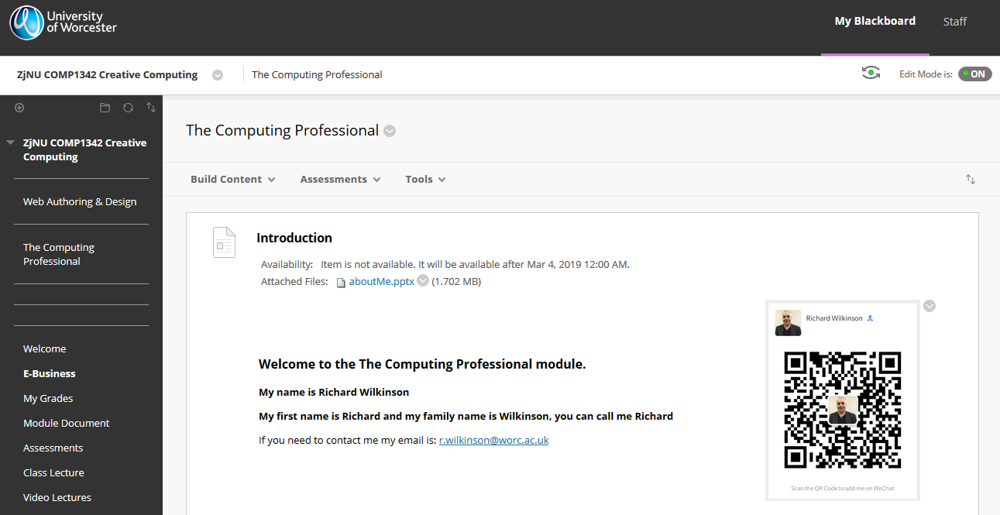 University
of Worcester
My Blackboard
Staff
ZjNU COMP1342 Creative Computing
The Computing Professional
Edit Mode is:
ON
ZjNU COMP1342 Creative
Computing
Web Authoring & Design
The Computing
Professional
Welcome
E-Business
My Grades
Module Document
Assessments
Class Lecture
Video Lectures
The Computing Professional
Build Content
Assessments
Tools
Introduction
Availability: Item is not available. It will be available after Mar 4, 2019 12:00 AM.
Attached Files: aboutMe.pptx (1.702 MB)
Welcome to the The Computing Professional module.
My name is Richard Wilkinson
My first name is Richard and my family name is Wilkinson, you can call me Richard
If you need to contact me my email is: r.wilkinson@worc.ac.uk
Richard Wilkinson
Scan the QR Code to add me on WeChat